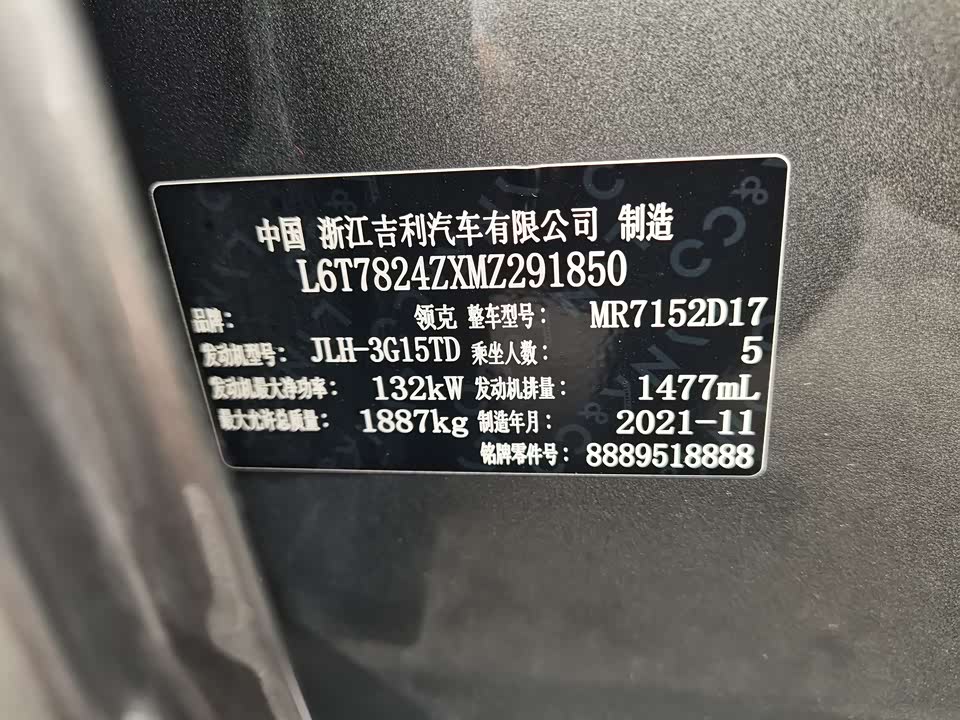 中国 浙江吉利汽车有限公司 制造
L6T7824ZXMZ291850
品牌: 领克 整车型号: MR7152D17
发动机型号: JLH-3G15TD 乘坐人数: 5
发动机最大净功率: 132kW 发动机排量: 1477mL
最大允许总质量: 1887kg 制造年月: 2021-11
铭牌零件号: 8889518888